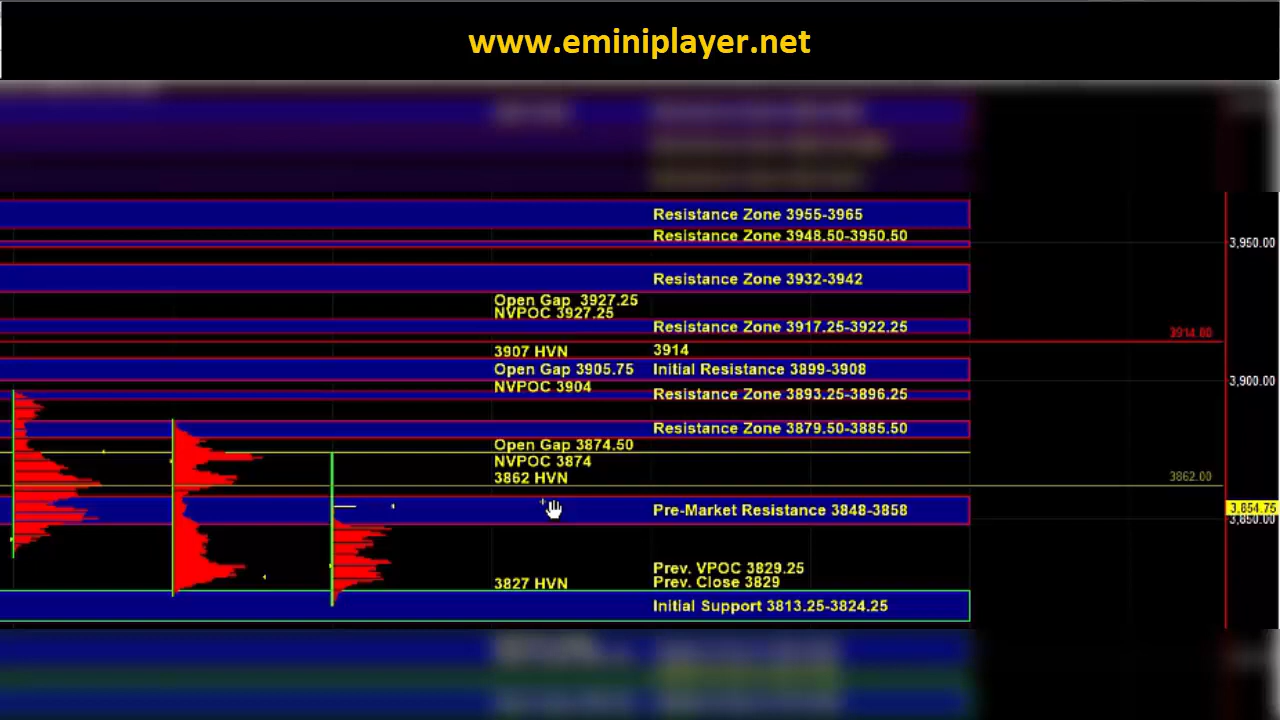 www.eminiplayer.net
Resistance Zone 3955-3965
Resistance Zone 3948.50-3950.50
3,950.00
Resistance Zone 3932-3942
Open Gap 3927.25
NVPOC 3927.25
Resistance Zone 3917.25-3922.25
3914.00
3907 HVN
3914
Open Gap 3905.75
Initial Resistance 3899-3908
3,900.00
NVPOC 3904
Resistance Zone 3893.25-3896.25
Resistance Zone 3879.50-3885.50
Open Gap 3874.50
NVPOC 3874
3862 HVN
3862.00
Pre-Market Resistance 3848-3858
3,854.75
3,850.00
Prev. VPOC 3829.25
3827 HVN
Prev. Close 3829
Initial Support 3813.25-3824.25